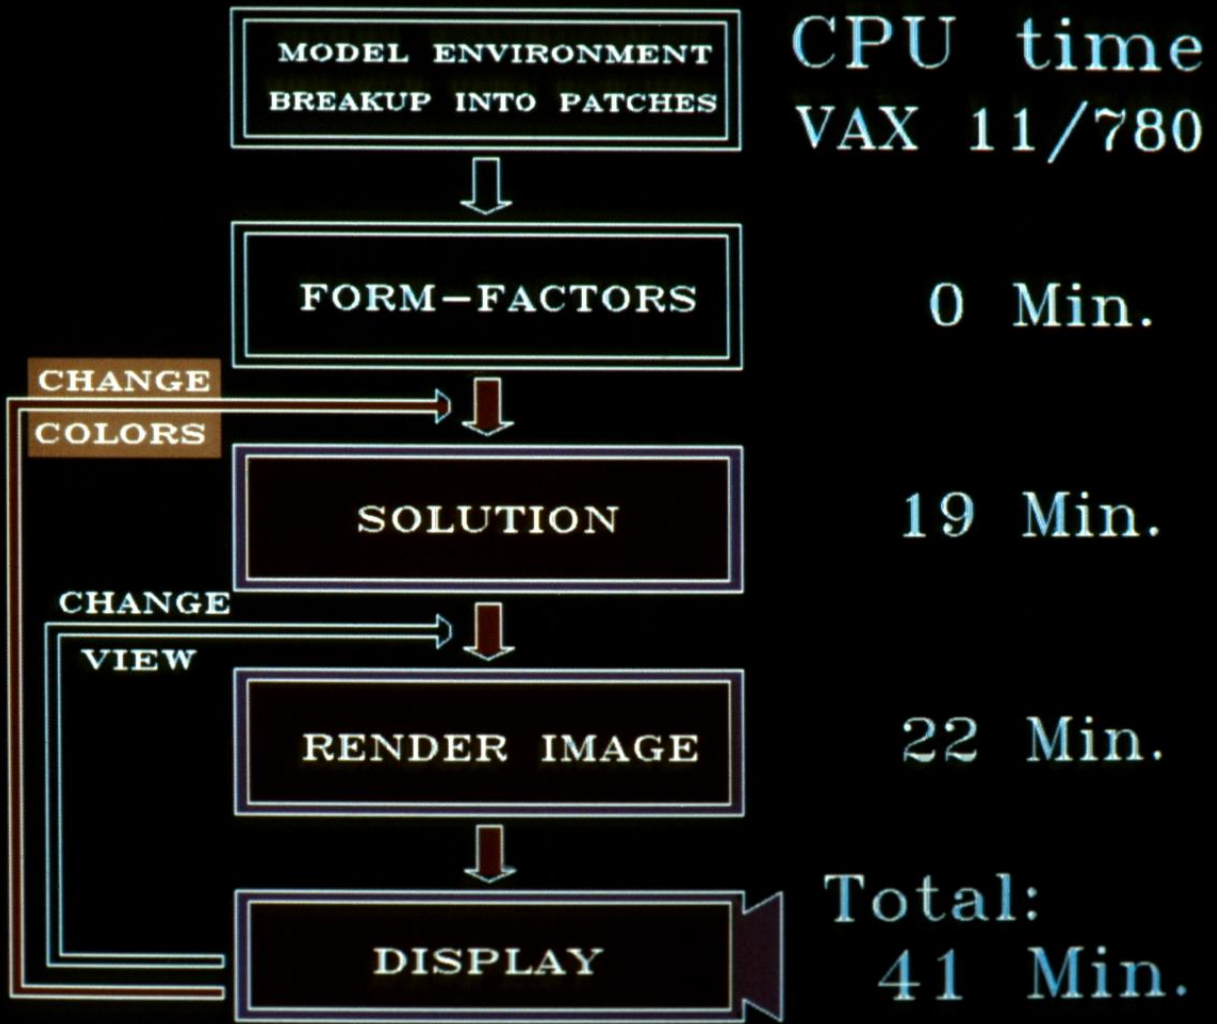 MODEL ENVIRONMENT
BREAKUP INTO PATCHES
CPU time
VAX 11/780
FORM-FACTORS
0 Min.
CHANGE
COLORS
SOLUTION
19 Min.
CHANGE
VIEW
RENDER IMAGE
22 Min.
DISPLAY
Total:
41 Min.